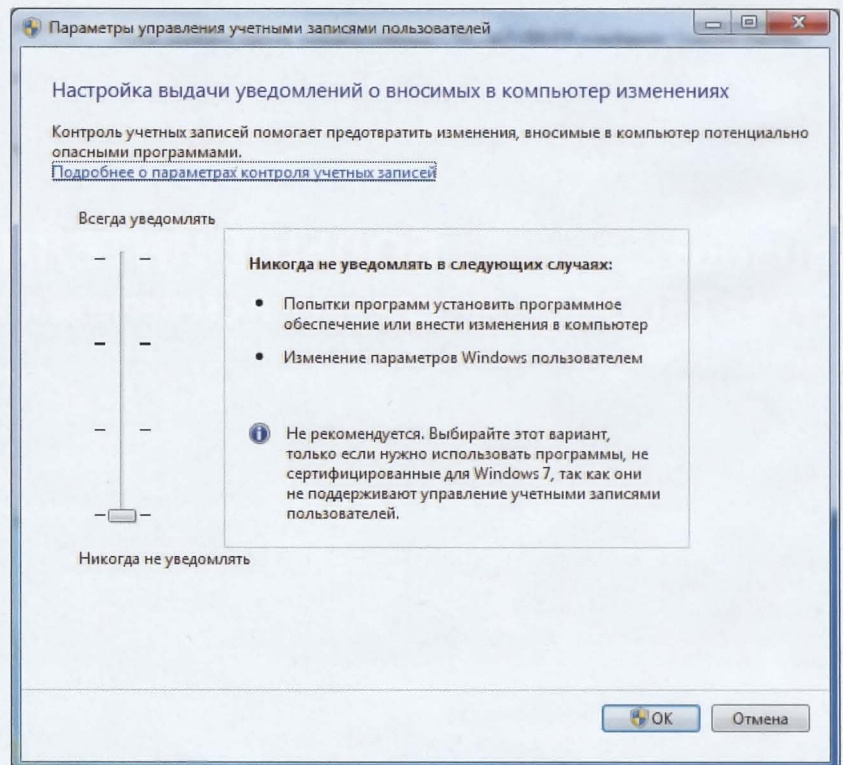 Параметры управления учетными записями пользователей
Настройка выдачи уведомлений о вносимых в компьютер изменениях
Контроль учетных записей помогает предотвратить изменения, вносимые в компьютер потенциально
опасными программами.
Подробнее о параметрах контроля учетных записей
Всегда уведомлять
Никогда не уведомлять в следующих случаях:
• Попытки программ установить программное
обеспечение или внести изменения в компьютер
• Изменение параметров Windows пользователем
Не рекомендуется. Выбирайте этот вариант,
только если нужно использовать программы, не
сертифицированные для Windows 7, так как они
не поддерживают управление учетными записями
пользователей.
Никогда не уведомлять
OK
Отмена